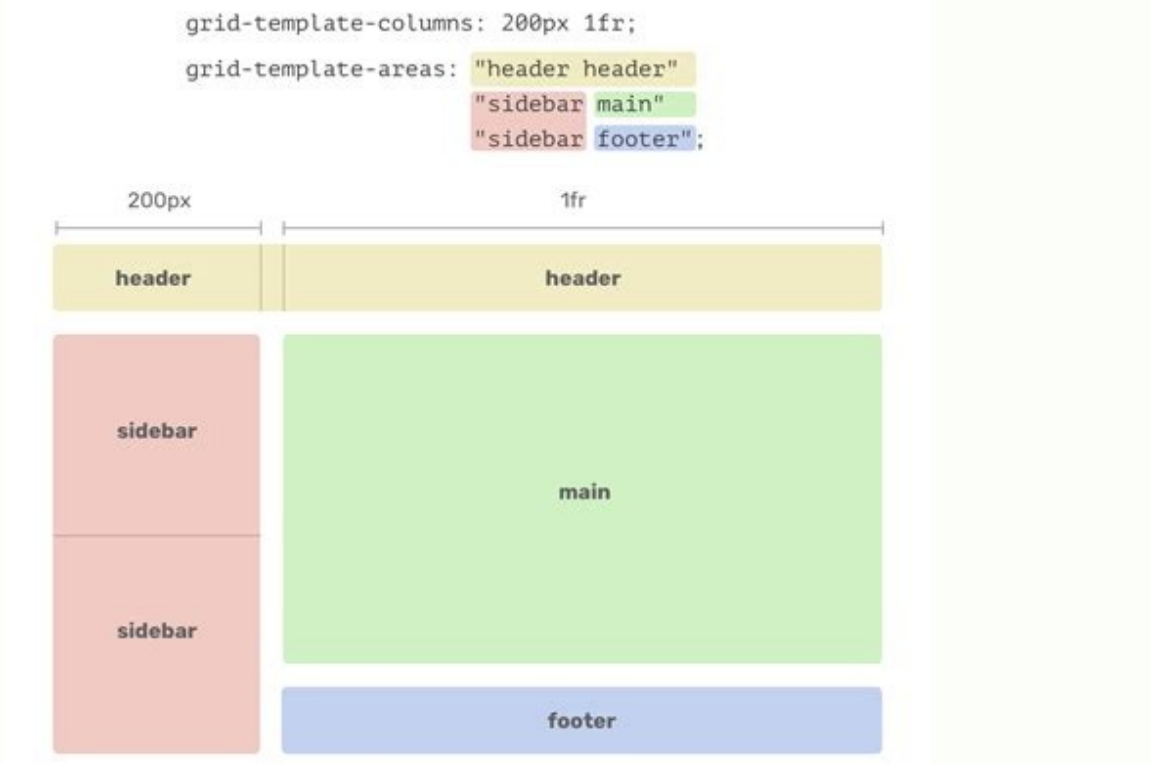 grid-template-columns: 200px 1fr;
grid-template-areas: "header header"
"sidebar main"
"sidebar footer";
200px 1fr
header header
sidebar
main
sidebar
footer